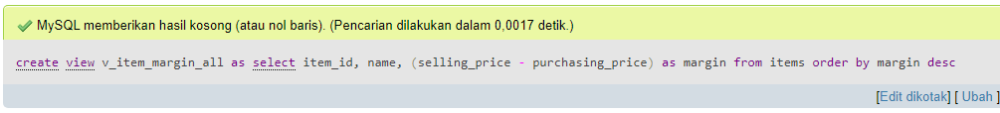 MySQL memberikan hasil kosong (atau nol baris). (Pencarian dilakukan dalam 0,0017 detik.)
create view v_item_margin_all as select item_id, name, (selling_price - purchasing_price) as margin from items order by margin desc
[Edit dikotak] [ Ubah ]